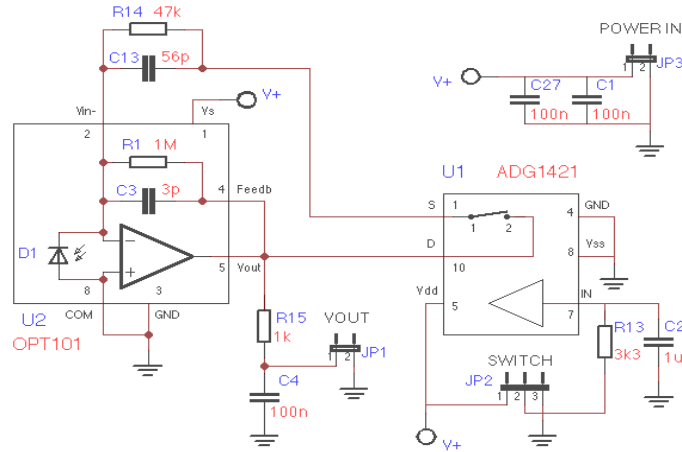 R14 47k
POWER IN
C13 56p
1 2 JP3
V+
V+
C27 C1
Vin- Vs
100n 100n
2 1
R1 1M
U1 ADG1421
C3 3p 4 Feedb
S 1 4 GND
1 2
D1
D 8 Vss
5 Vout 10
8 3
Vdd 5 IN
COM GND
7
U2
R15 VOUT
R13 C2
OPT101
1k
1 2 JP1
SWITCH 3k3 1u
C4
JP2 1 2 3
100n
V+